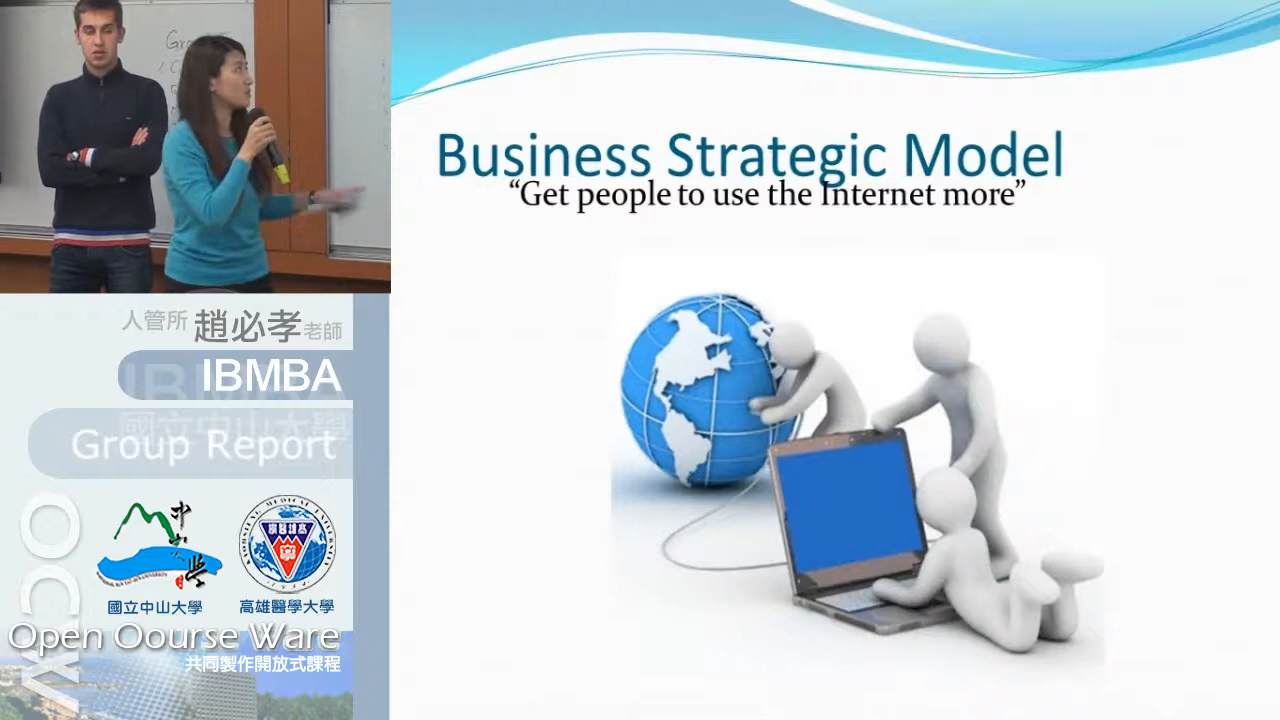 Business Strategic Model
“Get people to use the Internet more”
人管所 趙必孝老師
IBMBA
Group Report
國立中山大學
高雄醫學大學
Open Oourse Ware
共同製作開放式課程
OCW